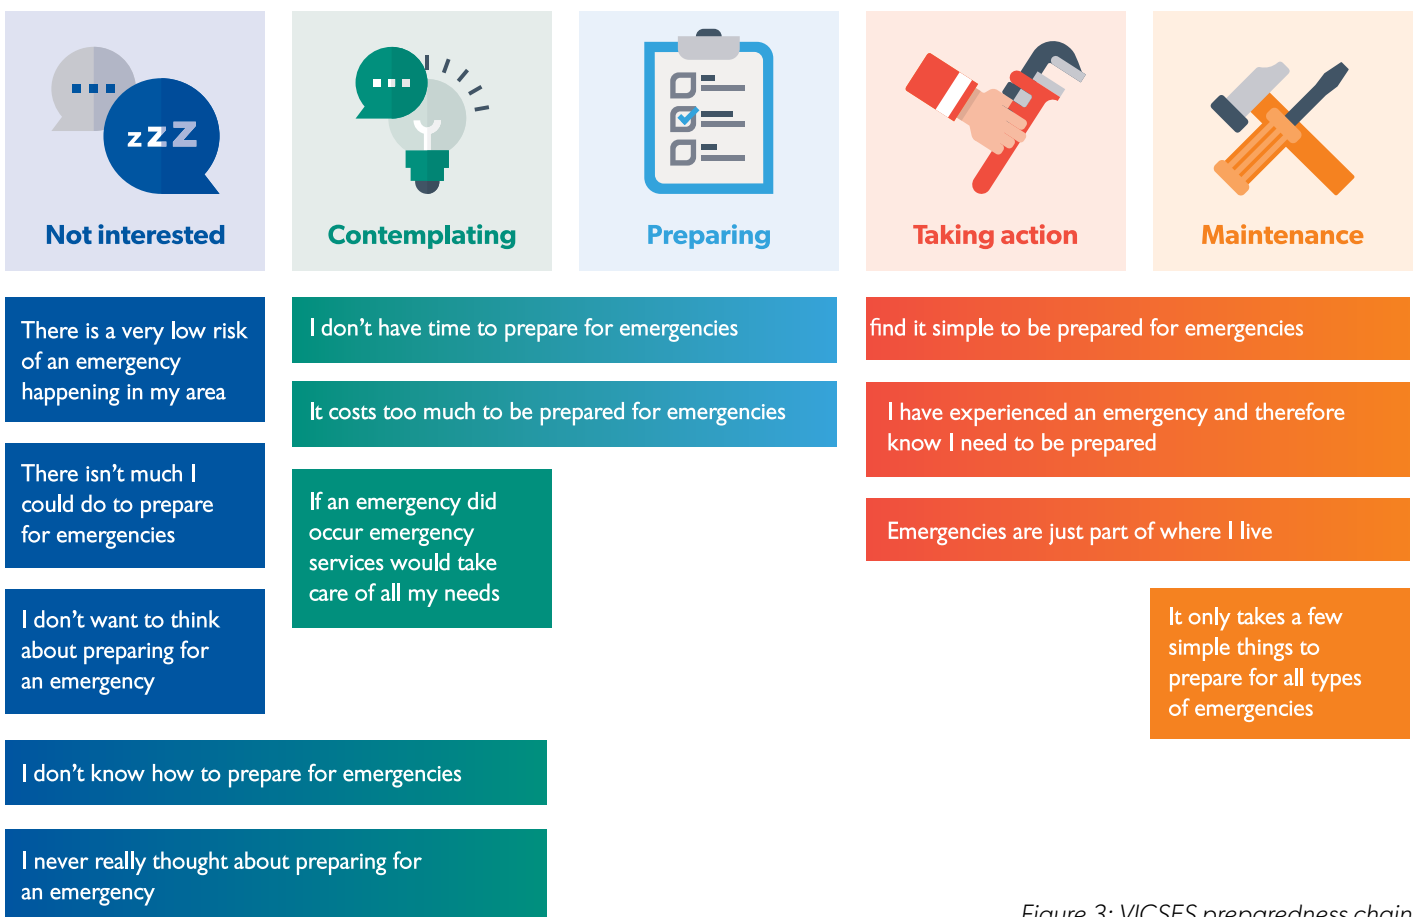 zzZ
Not interested
Contemplating
Preparing
Taking action
Maintenance
There is a very low risk
of an emergency
happening in my area
There isn't much I
could do to prepare
for emergencies
I don't want to think
about preparing for
an emergency
I don't know how to prepare for emergencies
I never really thought about preparing for
an emergency
I don't have time to prepare for emergencies
It costs too much to be prepared for emergencies
If an emergency did
occur emergency
services would take
care of all my needs
find it simple to be prepared for emergencies
I have experienced an emergency and therefore
know I need to be prepared
Emergencies are just part of where I live
It only takes a few
simple things to
prepare for all types
of emergencies
Figure 3: VICSES preparedness chain